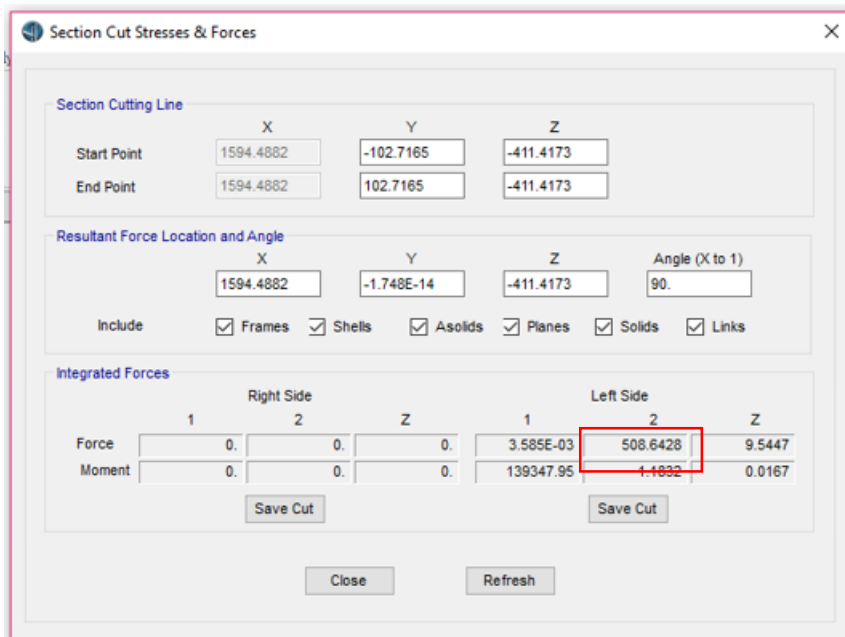 Section Cut Stresses & Forces
Section Cutting Line
X Y Z
Start Point 1594.4882 -102.7165 -411.4173
End Point 1594.4882 102.7165 -411.4173
Resultant Force Location and Angle
X Y Z Angle (X to 1)
1594.4882 -1.748E-14 -411.4173 90.
Include Frames Shells Asolids Planes Solids Links
Integrated Forces
Right Side Left Side
1 2 Z 1 2 Z
Force 0. 0. 0. 3.585E-03 508.6428 9.5447
Moment 0. 0. 0. 139347.95 1.1832 0.0167
Save Cut Save Cut
Close Refresh